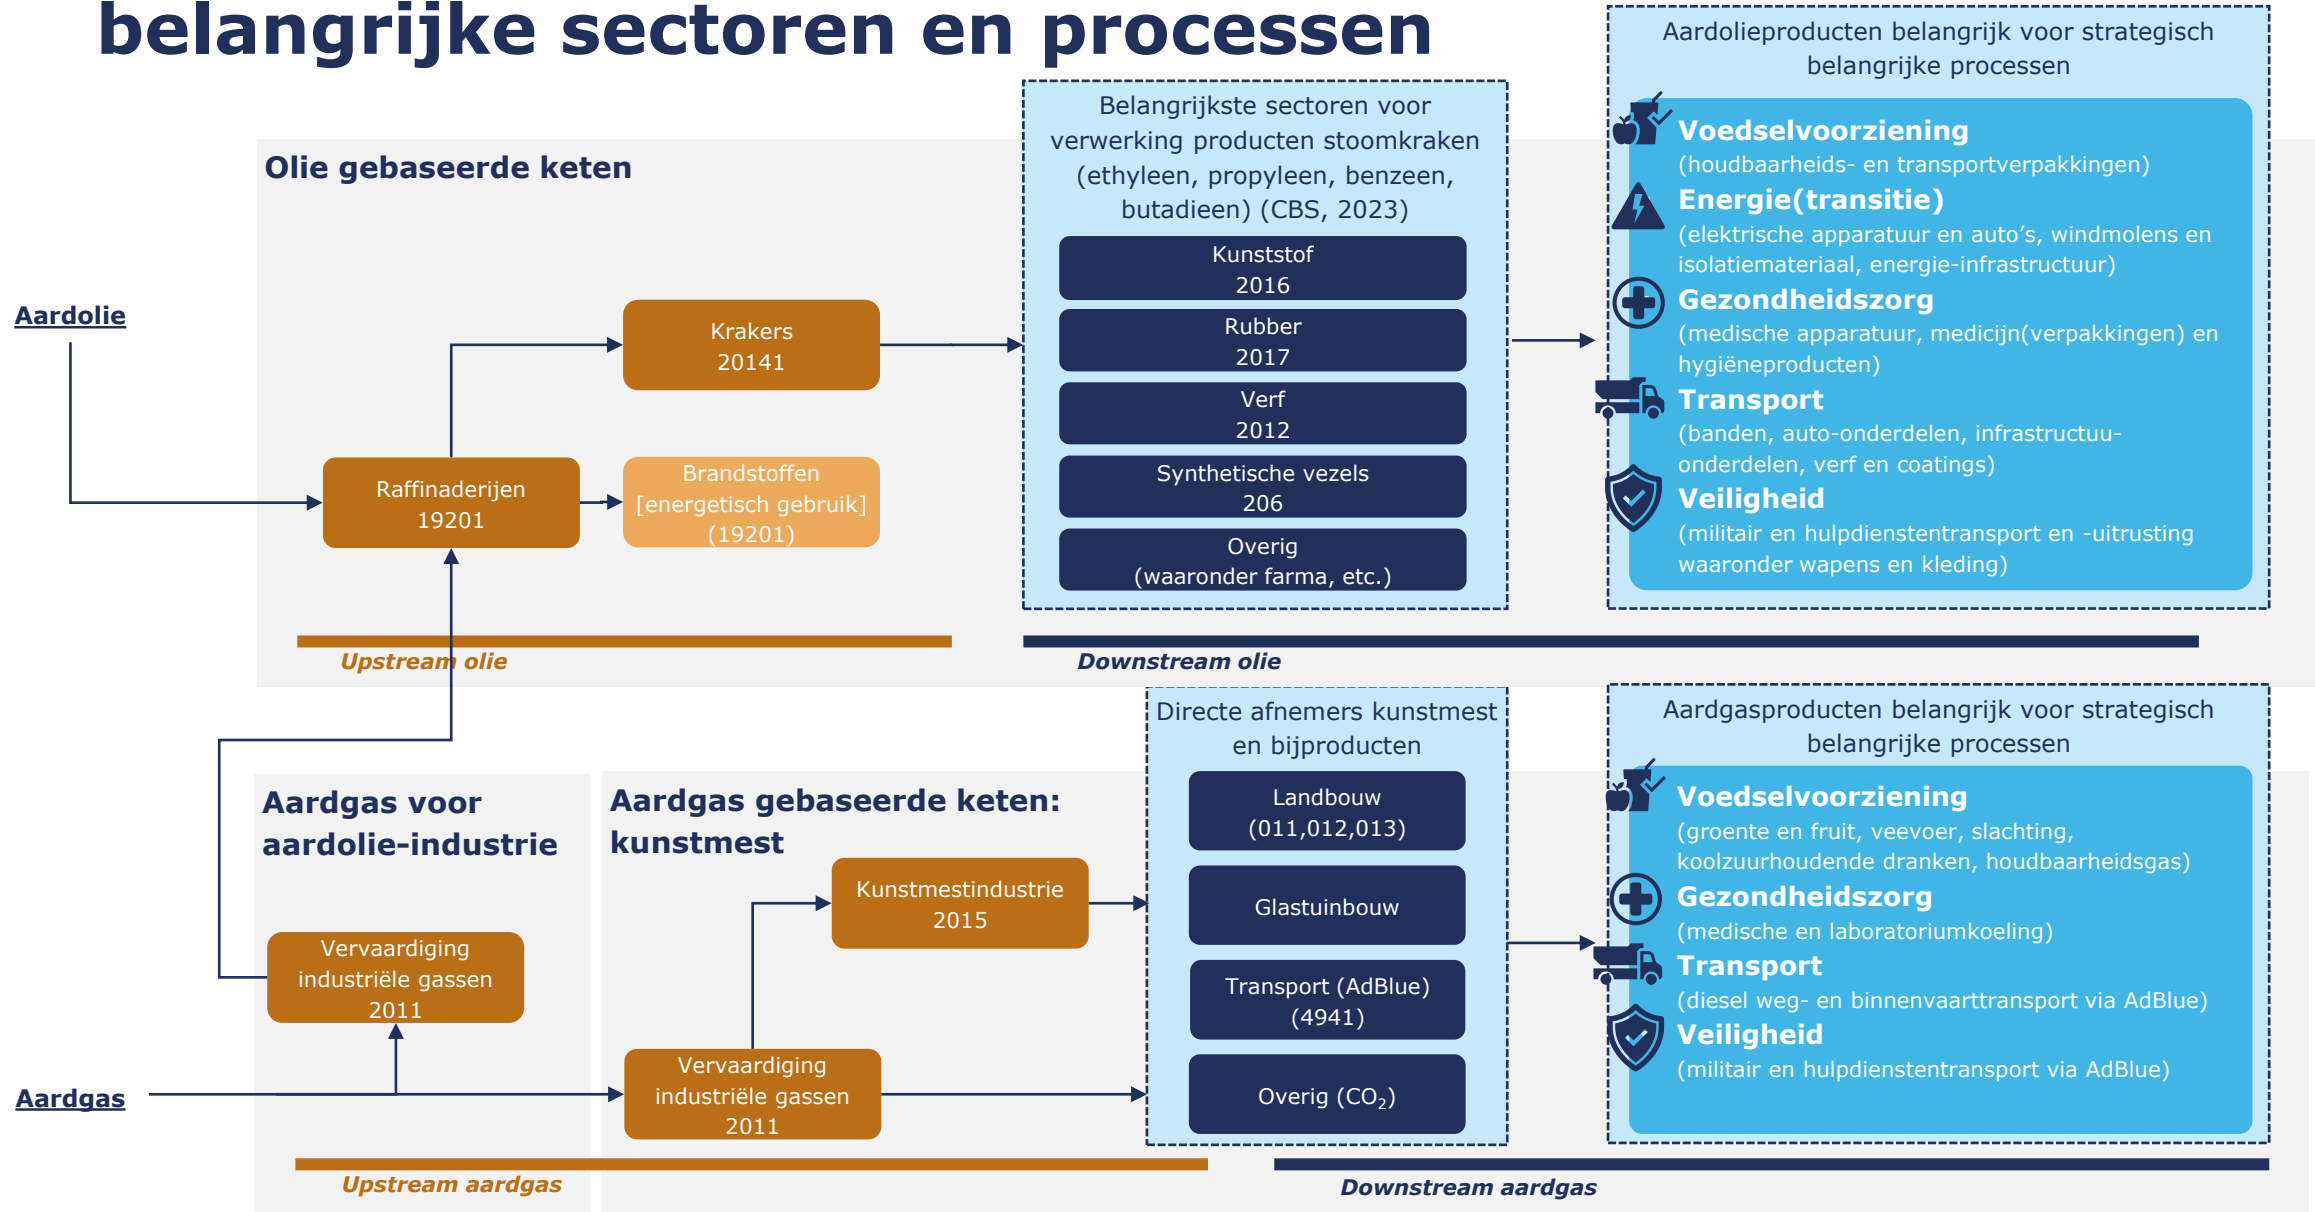 belangrijke sectoren en processen
Olie gebaseerde keten
Aardolie
Krakers
20141
Raffinaderijen
19201
Brandstoffen
[energetisch gebruik]
(19201)
Belangrijkste sectoren voor
verwerking producten stoomkraken
(ethyleen, propyleen, benzeen,
butadieen) (CBS, 2023)
Kunststof
2016
Rubber
2017
Verf
2012
Synthetische vezels
206
Overig
(waaronder farma, etc.)
Aardolieproducten belangrijk voor strategisch
belangrijke processen
Voedselvoorziening
(houdbaarheids- en transportverpakkingen)
Energie(transitie)
(elektrische apparatuur en auto's, windmolens en
isolatiemateriaal, energie-infrastructuur)
Gezondheidszorg
(medische apparatuur, medicijn(verpakkingen) en
hygiëneproducten)
Transport
(banden, auto-onderdelen, infrastructuu-
onderdelen, verf en coatings)
Veiligheid
(militair en hulpdienstentransport en -uitrusting
waaronder wapens en kleding)
Upstream olie
Downstream olie
Aardgas voor
aardolie-industrie
Vervaardiging
industriële gassen
2011
Aardgas
Aardgas gebaseerde keten:
kunstmest
Kunstmestindustrie
2015
Vervaardiging
industriële gassen
2011
Directe afnemers kunstmest
en bijproducten
Landbouw
(011,012,013)
Glastuinbouw
Transport (AdBlue)
(4941)
Overig (CO₂)
Aardgasproducten belangrijk voor strategisch
belangrijke processen
Voedselvoorziening
(groente en fruit, veevoer, slachting,
koolzuurhoudende dranken, houdbaarheidsgas)
Gezondheidszorg
(medische en laboratoriumkoeling)
Transport
(diesel weg- en binnenvaarttransport via AdBlue)
Veiligheid
(militair en hulpdienstentransport via AdBlue)
Upstream aardgas
Downstream aardgas